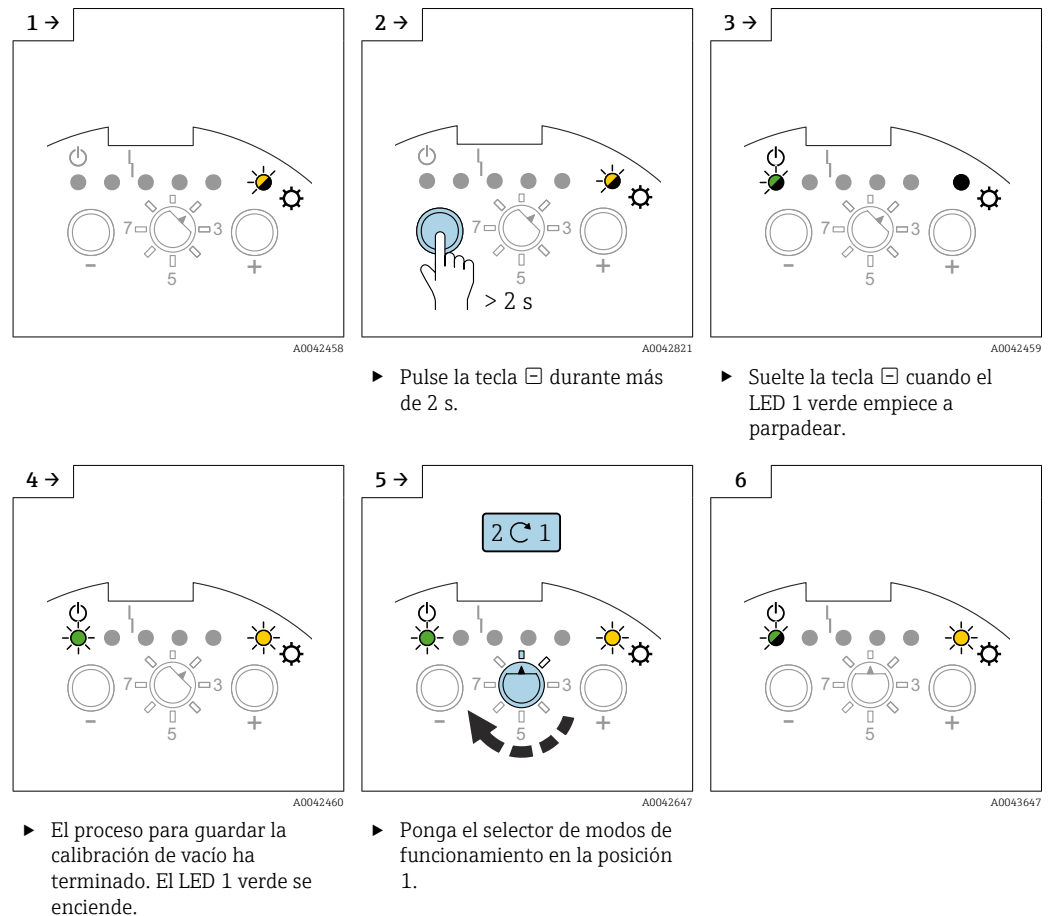 1 →
2 →
3 →
7 3
- +
5
7 3
- +
5
> 2 s
7 3
- +
5
A0042458
A0042821
A0042459
▶ Pulse la tecla ⊟ durante más
de 2 s.
▶ Suelte la tecla ⊟ cuando el
LED 1 verde empiece a
parpadear.
4 →
5 →
6
2 ⟳ 1
7 3
- +
5
7 3
- +
5
7 3
- +
5
A0042460
A0042647
A0043647
▶ El proceso para guardar la
calibración de vacío ha
terminado. El LED 1 verde se
enciende.
▶ Ponga el selector de modos de
funcionamiento en la posición
1.